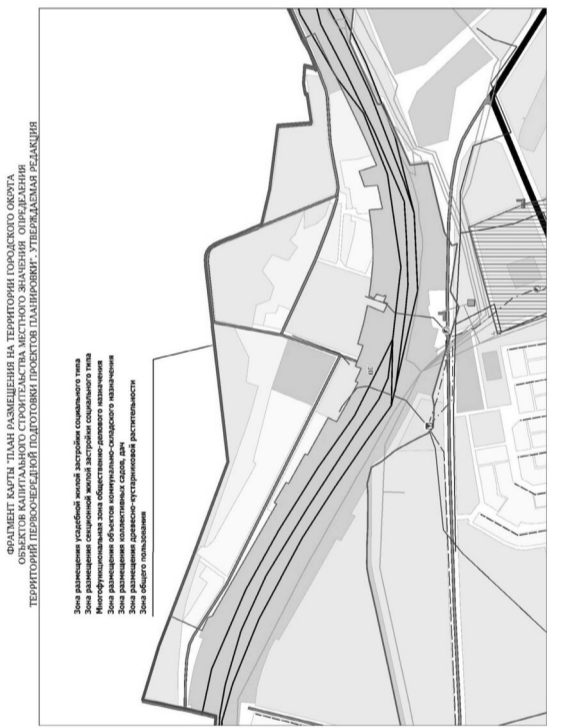 ФРАГМЕНТ КАРТЫ "ПЛАН РАЗМЕЩЕНИЯ НА ТЕРРИТОРИИ ГОРОДСКОГО ОКРУГА
ОБЪЕКТОВ КАПИТАЛЬНОГО СТРОИТЕЛЬСТВА МЕСТНОГО ЗНАЧЕНИЯ ОПРЕДЕЛЕНИЯ
ТЕРРИТОРИЙ ПЕРВООЧЕРЕДНОЙ ПОДГОТОВКИ ПРОЕКТОВ ПЛАНИРОВКИ". УТВЕРЖДАЕМАЯ РЕДАКЦИЯ
Зона размещения усадебной жилой застройки социального типа
Зона размещения секционной жилой застройки социального типа
Многофункциональная зона общественно-делового назначения
Зона размещения объектов коммунально-складского назначения
Зона размещения коллективных садов, дач
Зона размещения древесно-кустарниковой растительности
Зона общего пользования